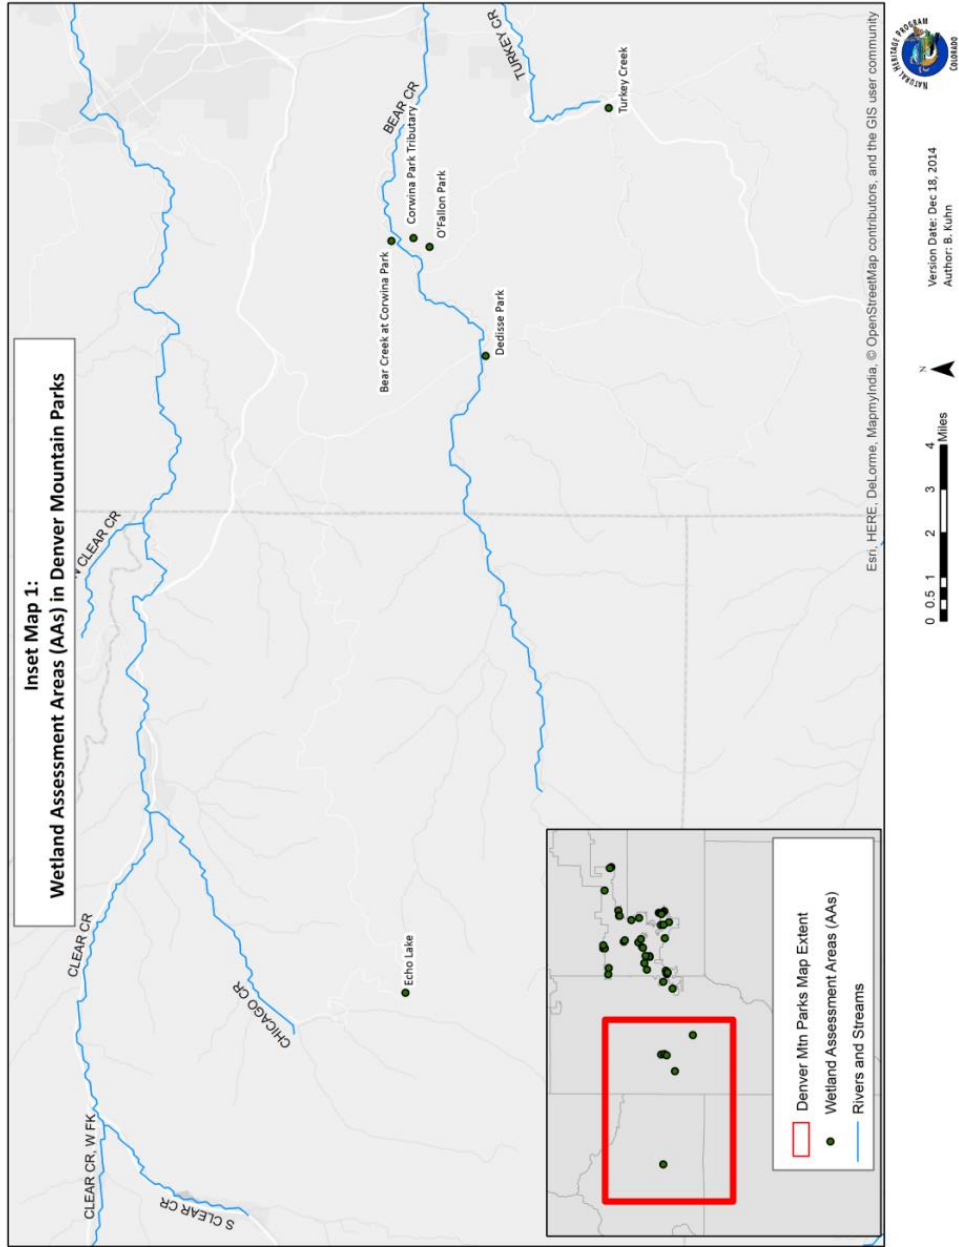 Inset Map 1:
Wetland Assessment Areas (AAs) in Denver Mountain Parks
CLEAR CR, W FK
S CLEAR CR
CLEAR CR
CHICAGO CR
N CLEAR CR
BEAR CR
TURKEY CR
Echo Lake
Bear Creek at Corwina Park
Corwina Park Tributary
O'Fallon Park
Dedisse Park
Turkey Creek
Denver Mtn Parks Map Extent
Wetland Assessment Areas (AAs)
Rivers and Streams
Esri, HERE, DeLorme, MapmyIndia, © OpenStreetMap contributors, and the GIS user community
0 0.5 1 2 3 4
Miles
N
Version Date: Dec 18, 2014
Author: B. Kuhn
NATURAL HERITAGE PROGRAM
COLORADO